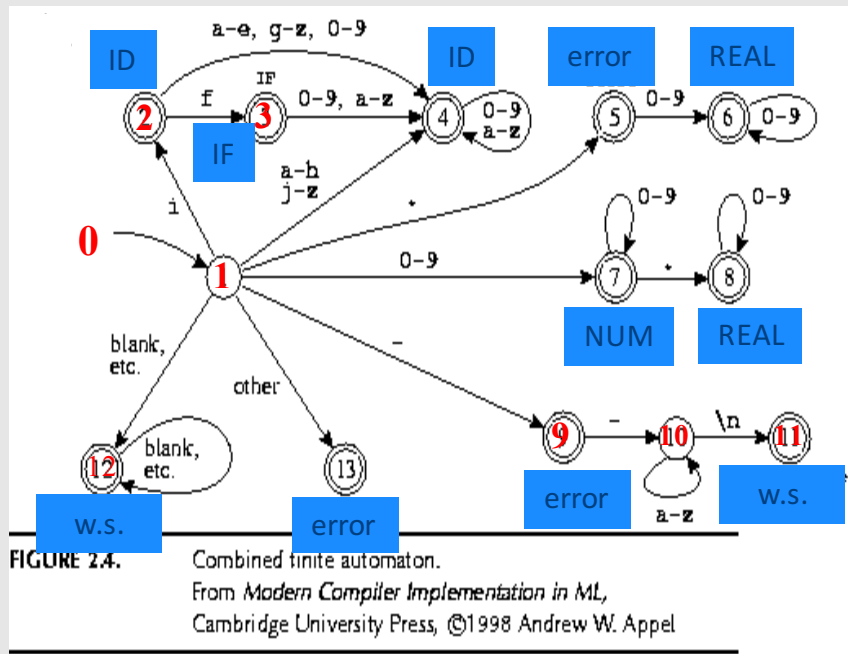 a-e, g-z, 0-9
ID
ID
error
REAL
IF
2
f
3
0-9, a-z
4
0-9
a-z
5
0-9
6
0-9
IF
a-h
j-z
i
.
0-9
0-9
0
1
0-9
7
.
8
NUM
REAL
blank,
etc.
other
-
9
-
10
\n
11
12
blank,
etc.
13
error
w.s.
a-z
w.s.
error
FIGURE 2.4.
Combined finite automaton.
From Modern Compiler Implementation in ML,
Cambridge University Press, ©1998 Andrew W. Appel